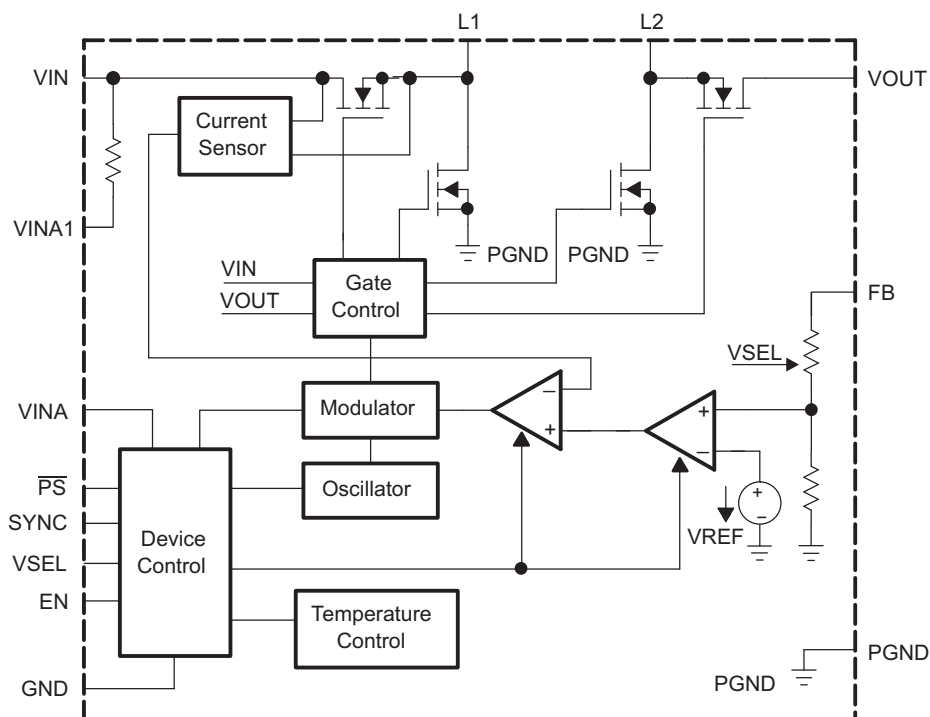 L1
L2
VIN
VOUT
Current
Sensor
VINA1
PGND
PGND
VIN
VOUT
Gate
Control
FB
VSEL
VINA
Modulator
−
+
+
−
PS
Oscillator
SYNC
+
−
VREF
VSEL
Device
Control
EN
Temperature
Control
GND
PGND
PGND